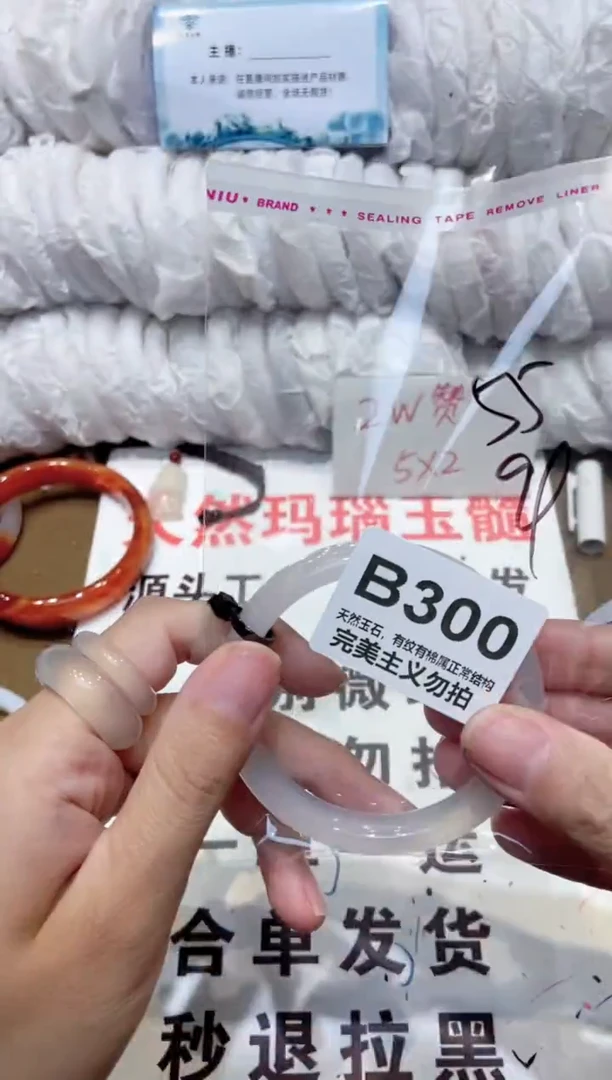 主播：
本人承诺：在直播间如实描述产品材质
诚信经营，全场无假货！
NIU BRAND SEALING TAPE REMOVE LINER
2W赞 55
5X2 90
天然玛瑙玉髓
源头工 发
B300
天然玉石，有纹有棉属正常结构
完美主义勿拍
微
勿拍
合单发货
秒退拉黑